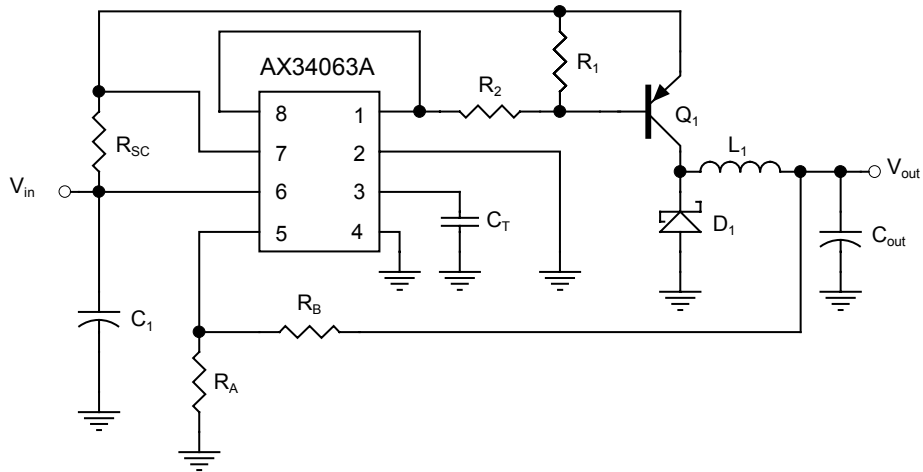 AX34063A
R1
R2
Q1
8 1
7 2
6 3
5 4
RSC
Vin
L1
Vout
CT
D1
Cout
C1
RB
RA